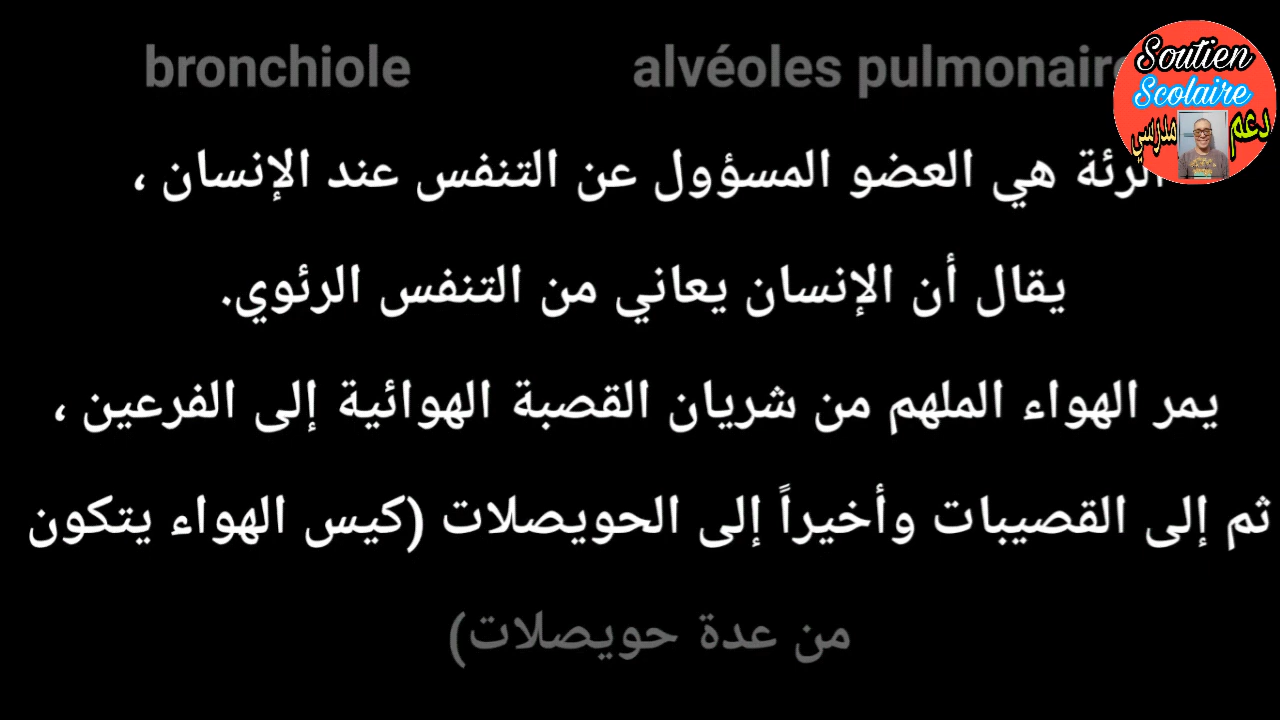 bronchiole alvéoles pulmonaire
الرئة هي العضو المسؤول عن التنفس عند الإنسان ،
يقال أن الإنسان يعاني من التنفس الرئوي.
يمر الهواء الملهم من شريان القصبة الهوائية إلى الفرعين ،
ثم إلى القصيبات وأخيراً إلى الحويصلات (كيس الهواء يتكون
من عدة حويصلات)
Soutien
Scolaire
دعم مدرسي